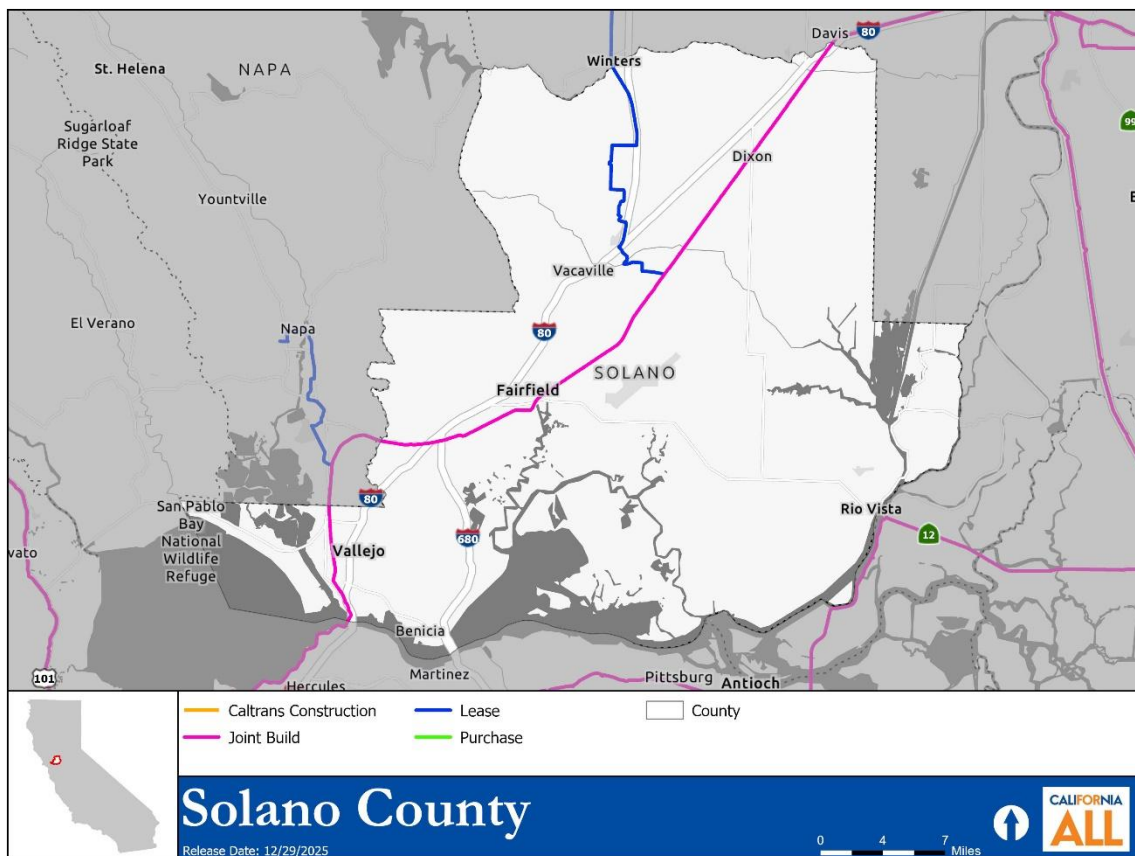 Davis
80
Winters
St. Helena
NAPA
99
Sugarloaf
Ridge State
Park
Dixon
Yountville
Vacaville
El Verano
Napa
80
SOLANO
Fairfield
80
San Pablo
Bay
National
Wildlife
Refuge
Rio Vista
12
680
Vallejo
vato
Benicia
101
Hercules
Martinez
Pittsburg
Antioch
Caltrans Construction
Lease
County
Joint Build
Purchase
Solano County
Release Date: 12/29/2025
0 4 7
Miles
CALIFORNIA
ALL